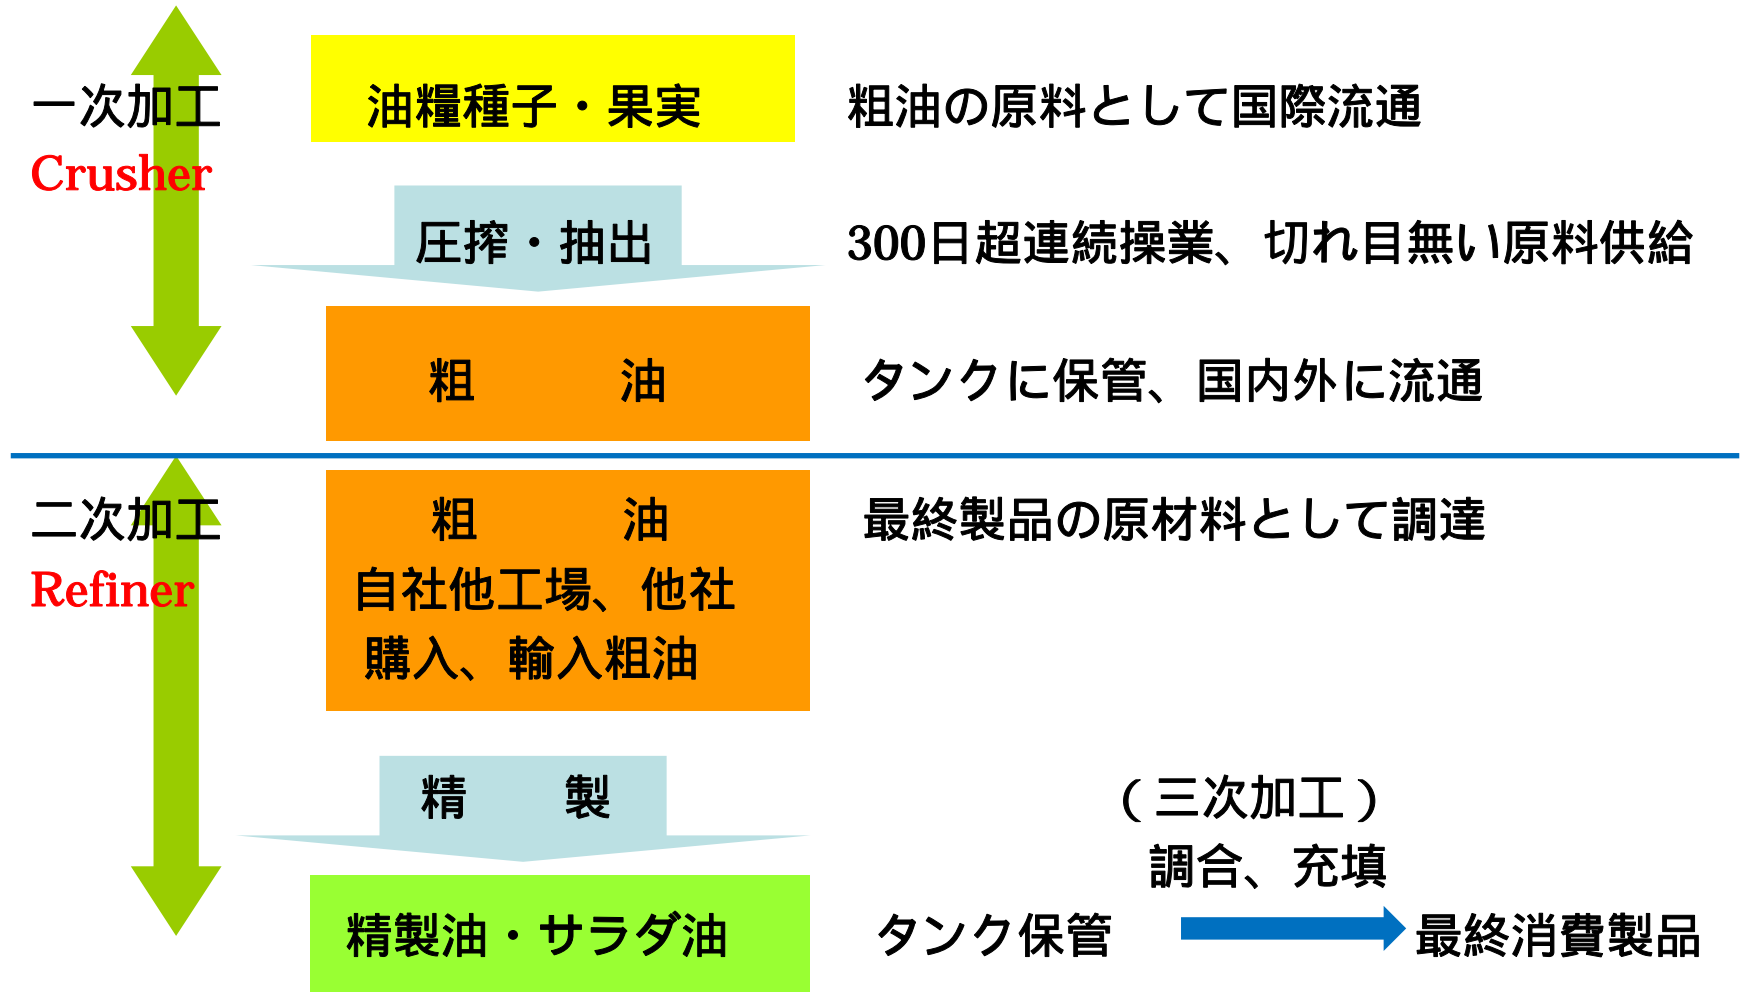 一次加工
Crusher
油糧種子・果実
粗油の原料として国際流通
圧搾・抽出
300日超連続操業、切れ目無い原料供給
粗　　　油
タンクに保管、国内外に流通
二次加工
Refiner
粗　　　油
自社他工場、他社
購入、輸入粗油
最終製品の原材料として調達
精　　製
精製油・サラダ油
タンク保管
（三次加工）
調合、充填
最終消費製品